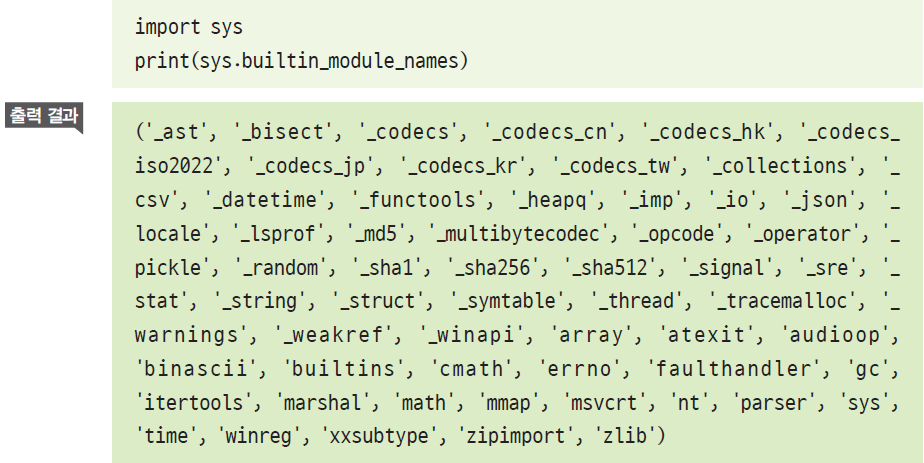 import sys
print(sys.builtin_module_names)
출력 결과
('_ast', '_bisect', '_codecs', '_codecs_cn', '_codecs_hk', '_codecs_
iso2022', '_codecs_jp', '_codecs_kr', '_codecs_tw', '_collections', '_
csv', '_datetime', '_functools', '_heapq', '_imp', '_io', '_json', '_
locale', '_lsprof', '_md5', '_multibytecodec', '_opcode', '_operator', '_
pickle', '_random', '_sha1', '_sha256', '_sha512', '_signal', '_sre', '_
stat', '_string', '_struct', '_symtable', '_thread', '_tracemalloc', '_
warnings', '_weakref', '_winapi', 'array', 'atexit', 'audioop',
'binascii', 'builtins', 'cmath', 'errno', 'faulthandler', 'gc',
'itertools', 'marshal', 'math', 'mmap', 'msvcrt', 'nt', 'parser', 'sys',
'time', 'winreg', 'xxsubtype', 'zipimport', 'zlib')